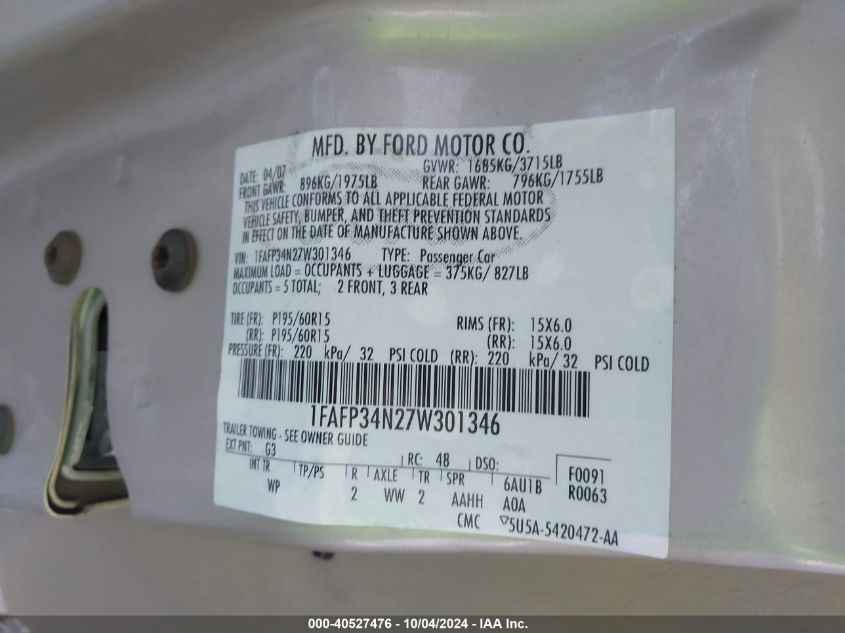 MFD. BY FORD MOTOR CO.
DATE: 04/07 GVWR: 1685KG/3715LB
FRONT GAWR: 896KG/1975LB REAR GAWR: 796KG/1755LB
THIS VEHICLE CONFORMS TO ALL APPLICABLE FEDERAL MOTOR
VEHICLE SAFETY, BUMPER, AND THEFT PREVENTION STANDARDS
IN EFFECT ON THE DATE OF MANUFACTURE SHOWN ABOVE.
VIN: 1FAFP34N27W301346 TYPE: Passenger Car
MAXIMUM LOAD = OCCUPANTS + LUGGAGE = 375KG/ 827LB
OCCUPANTS = 5 TOTAL; 2 FRONT, 3 REAR
TIRE (FR): P195/60R15 RIMS (FR): 15X6.0
(RR): P195/60R15 (RR): 15X6.0
PRESSURE (FR): 220 kPa/ 32 PSI COLD (RR): 220 kPa/ 32 PSI COLD
1FAFP34N27W301346
TRAILER TOWING - SEE OWNER GUIDE
EXT PNT: G3 RC: 48 DSO: F0091
INT TR TP/PS R AXLE TR SPR 6AU1B R0063
WP 2 WW 2 AAHH A0A
CMC ▽5U5A-5420472-AA
000-40527476 - 10/04/2024 - IAA Inc.